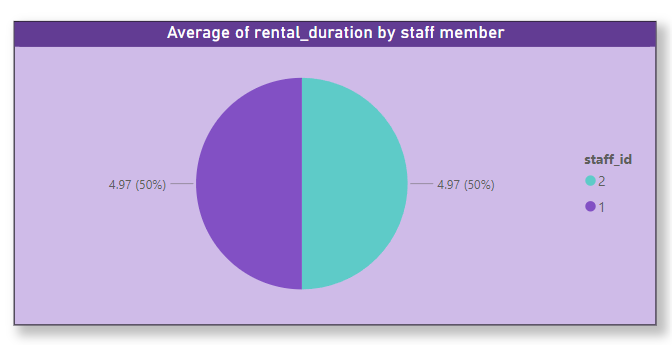 Average of rental_duration by staff member
4.97 (50%)
4.97 (50%)
staff_id
2
1